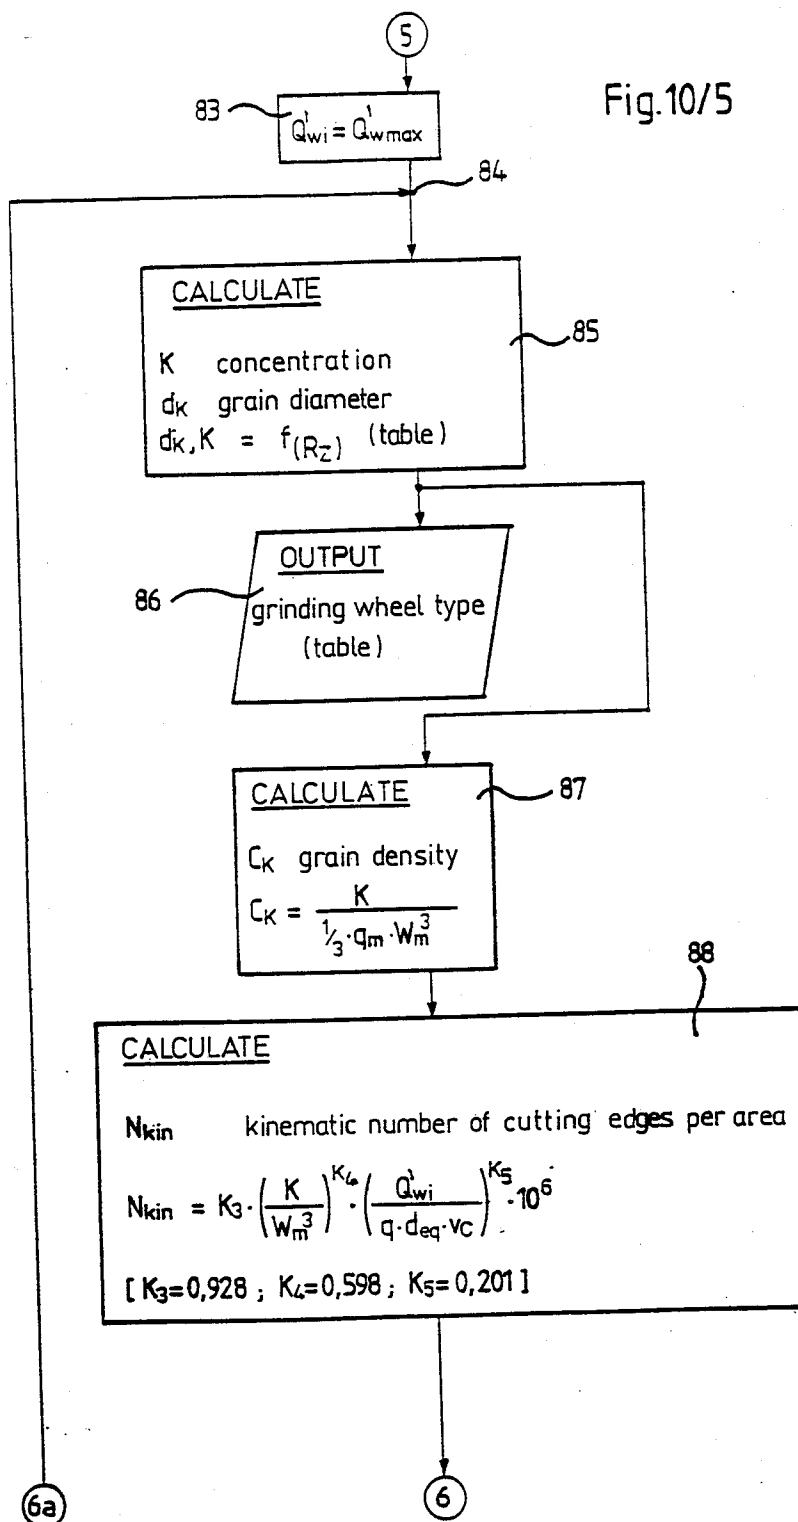 5
Fig.10/5
83
Q'wi = Q'wmax
84
CALCULATE
85
K concentration
dK grain diameter
dK, K = f(RZ) (table)
OUTPUT
86
grinding wheel type
(table)
CALCULATE
87
CK grain density
CK = K / (1/3 · qm · Wm³)
88
CALCULATE
Nkin kinematic number of cutting edges per area
Nkin = K3 · (K / Wm³)^K4 · (Q'wi / (q · deq · vC))^K5 · 10⁶
[ K3=0,928 ; K4=0,598 ; K5=0,201 ]
6a
6